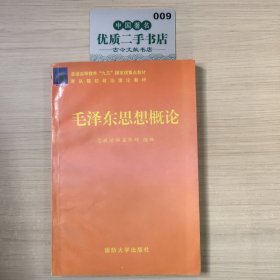 009
中国著名
优质二手书店
古今文献书店
普通高等教育“九五”国家级重点教材
军队院校政治理论教材
毛泽东思想概论
国防大学出版社